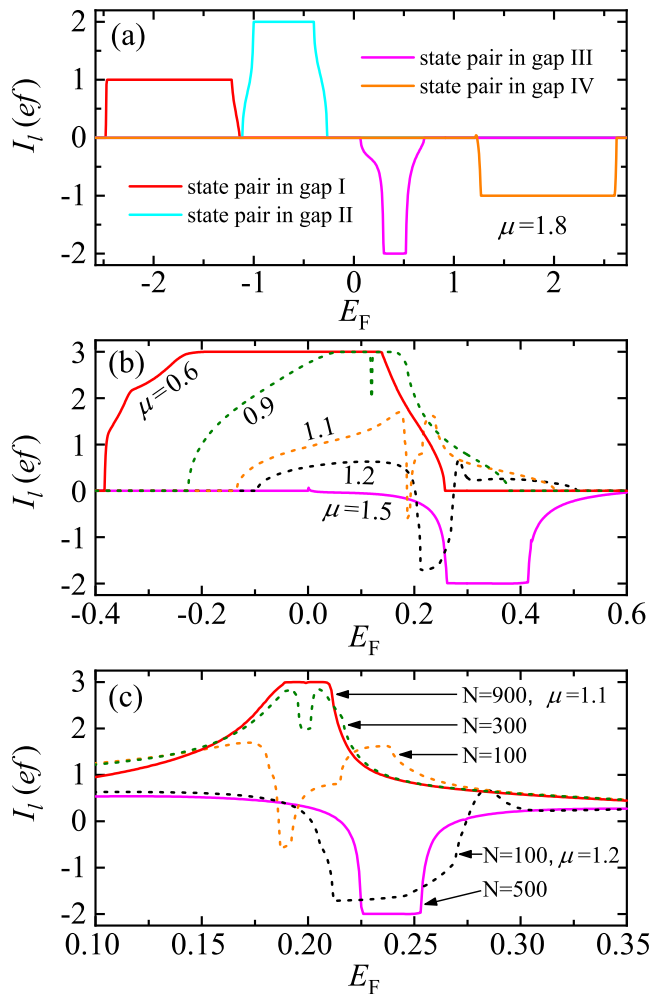 (a)
I_l (ef)
2
1
0
-1
-2
state pair in gap III
state pair in gap IV
state pair in gap I
state pair in gap II
μ=1.8
-2 -1 0 1 2
E_F
(b)
I_l (ef)
3
2
1
0
-1
-2
μ=0.6
0.9
1.1
1.2
μ=1.5
-0.4 -0.2 0.0 0.2 0.4 0.6
E_F
(c)
I_l (ef)
3
2
1
0
-1
-2
N=900, μ=1.1
N=300
N=100
N=100, μ=1.2
N=500
0.10 0.15 0.20 0.25 0.30 0.35
E_F